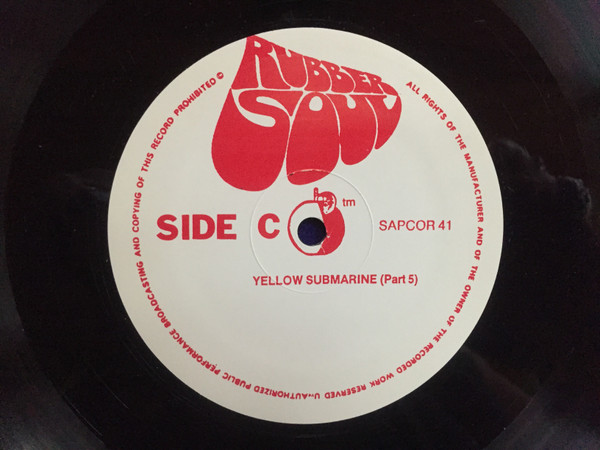 RUBBER
SOUL
SIDE C
tm
SAPCOR 41
YELLOW SUBMARINE (Part 5)
ALL RIGHTS OF THE MANUFACTURER AND OF THE OWNER OF THE RECORDED WORK RESERVED UNAUTHORIZED PUBLIC PERFORMANCE BROADCASTING AND COPYING OF THIS RECORD PROHIBITED ©